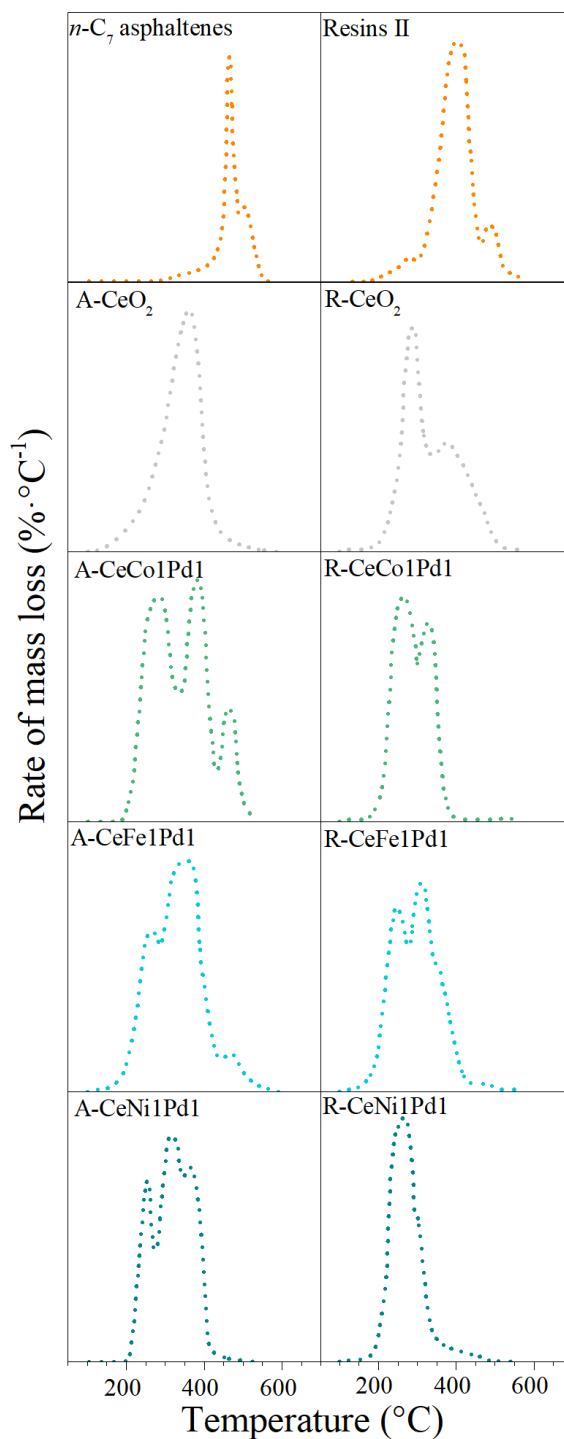 n-C₇ asphaltenes
Resins II
A-CeO₂
R-CeO₂
A-CeCo1Pd1
R-CeCo1Pd1
A-CeFe1Pd1
R-CeFe1Pd1
A-CeNi1Pd1
R-CeNi1Pd1
Rate of mass loss (%·°C⁻¹)
200 400 600 200 400 600
Temperature (°C)